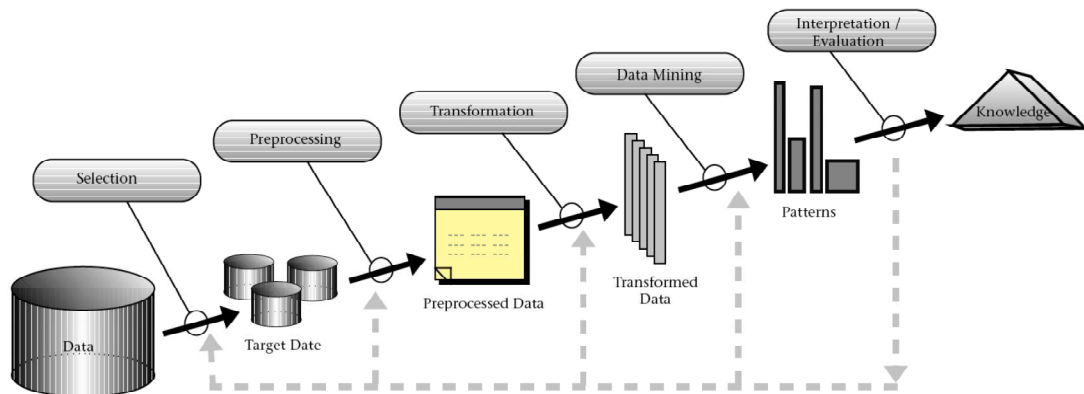 Interpretation /
Evaluation
Data Mining
Transformation
Preprocessing
Selection
Data
Target Date
Preprocessed Data
Transformed
Data
Patterns
Knowledge